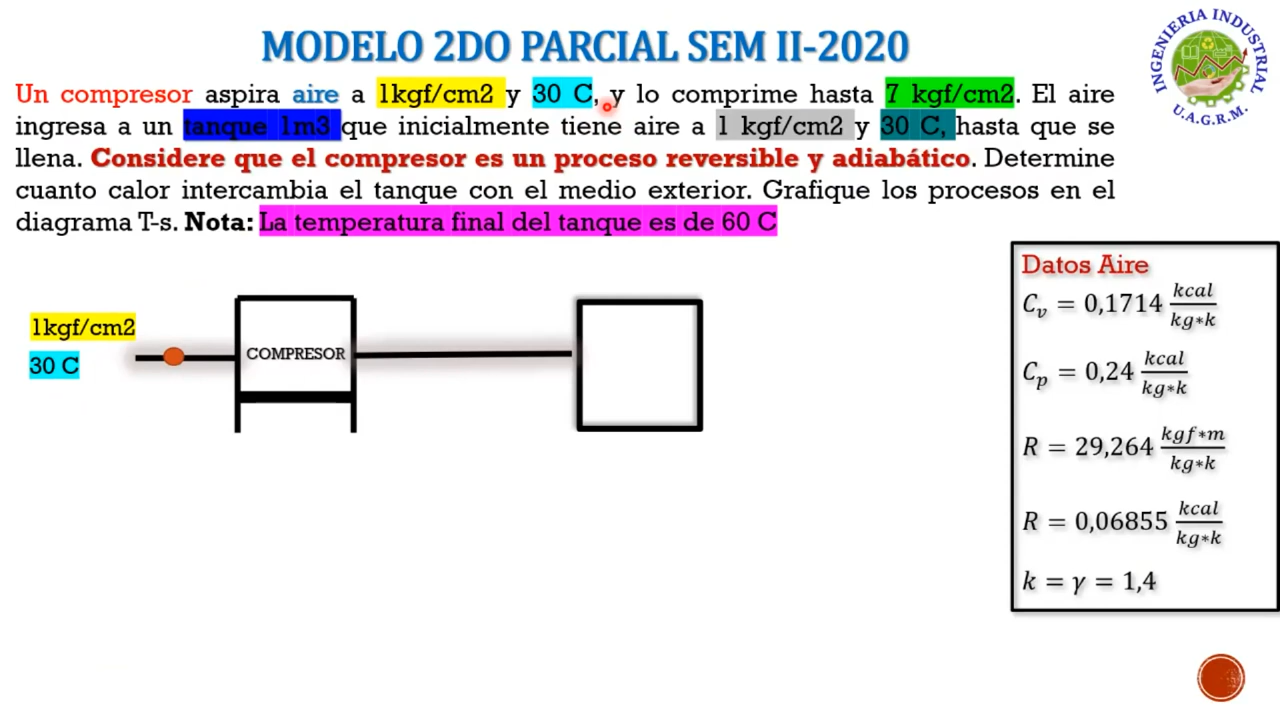 MODELO 2DO PARCIAL SEM II-2020
INGENIERIA INDUSTRIAL
U.A.G.R.M.
Un compresor aspira aire a 1kgf/cm2 y 30 C, y lo comprime hasta 7 kgf/cm2. El aire
ingresa a un tanque 1m3 que inicialmente tiene aire a 1 kgf/cm2 y 30 C, hasta que se
llena. Considere que el compresor es un proceso reversible y adiabático. Determine
cuanto calor intercambia el tanque con el medio exterior. Grafique los procesos en el
diagrama T-s. Nota: La temperatura final del tanque es de 60 C
1kgf/cm2
30 C
COMPRESOR
Datos Aire
C_v = 0,1714 kcal/kg*k
C_p = 0,24 kcal/kg*k
R = 29,264 kgf*m/kg*k
R = 0,06855 kcal/kg*k
k = γ = 1,4